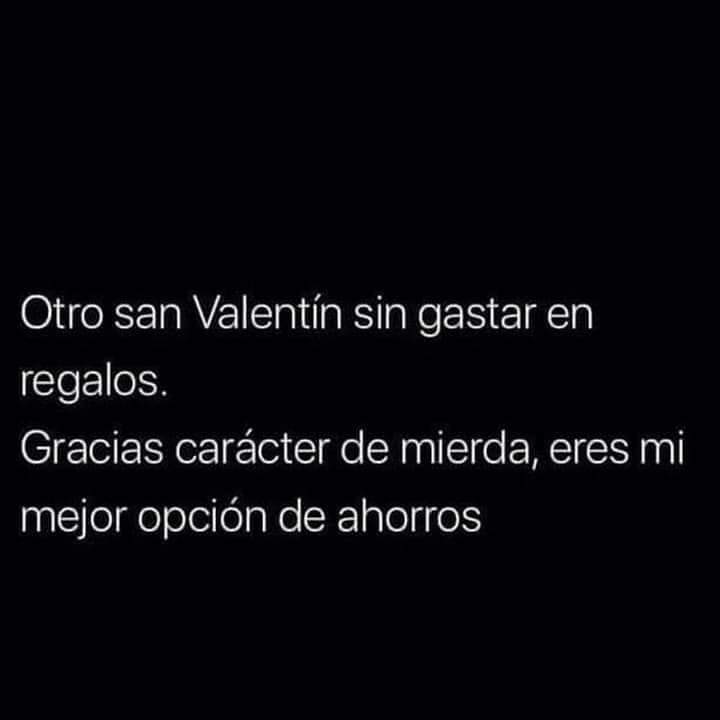 Otro san Valentín sin gastar en
regalos.
Gracias carácter de mierda, eres mi
mejor opción de ahorros